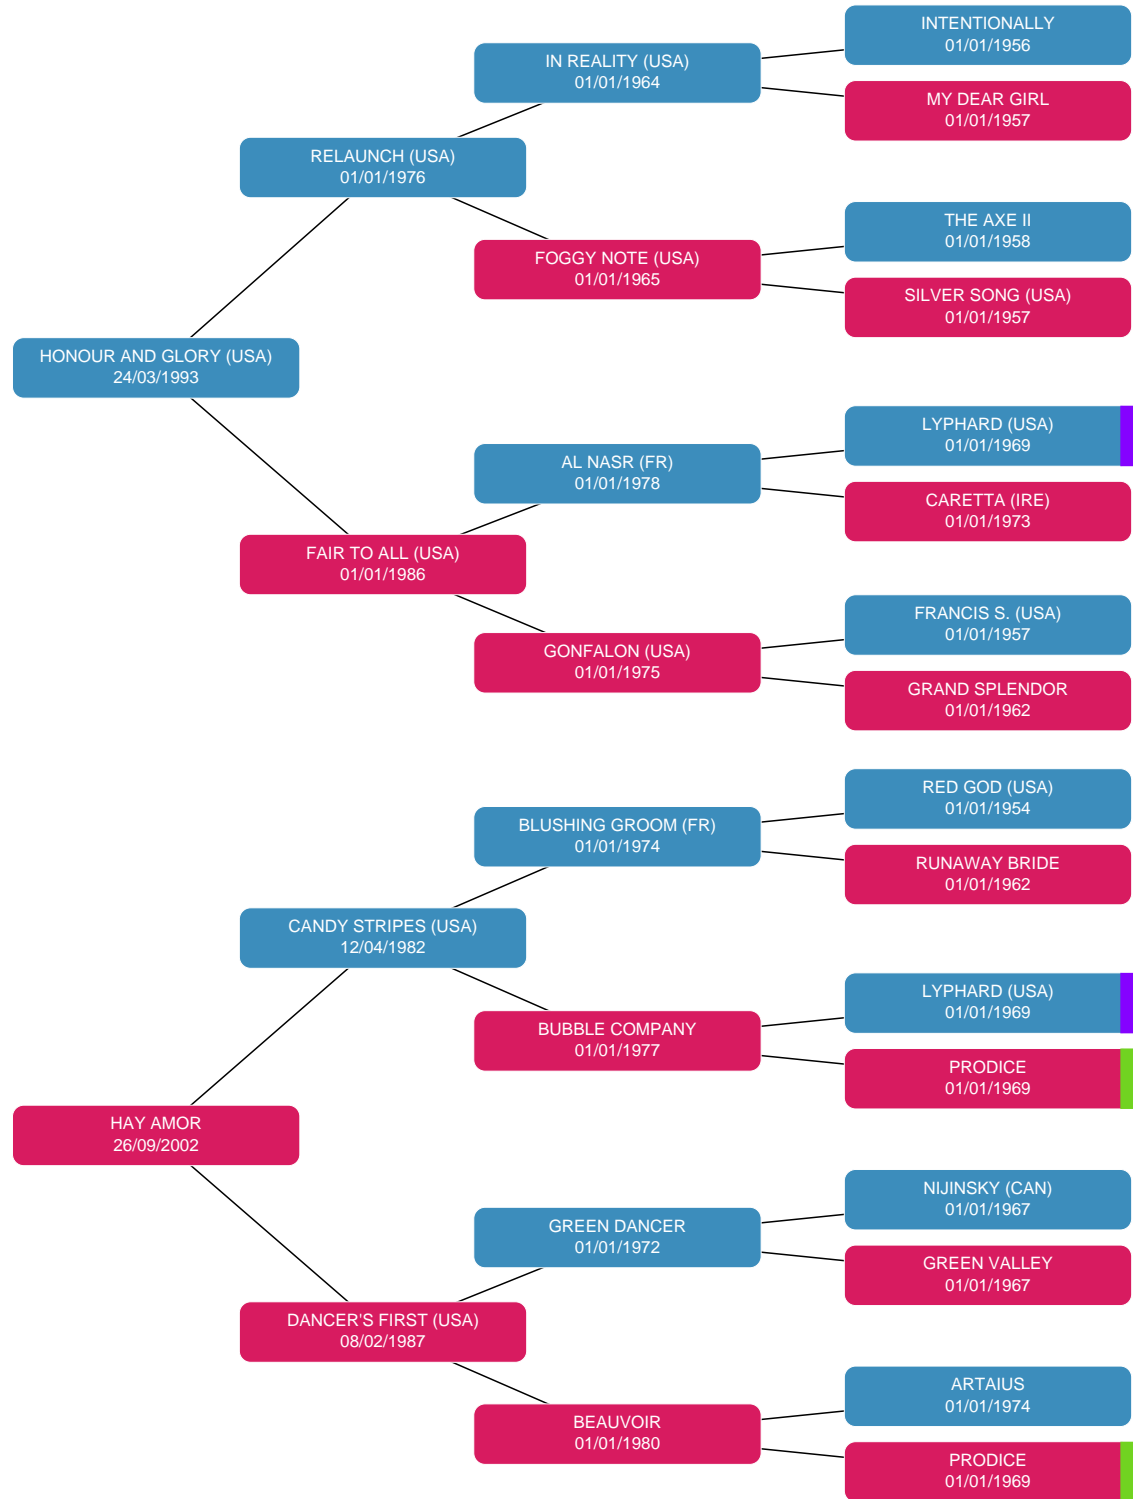 INTENTIONALLY
01/01/1956
IN REALITY (USA)
01/01/1964
MY DEAR GIRL
01/01/1957
RELAUNCH (USA)
01/01/1976
THE AXE II
01/01/1958
FOGGY NOTE (USA)
01/01/1965
SILVER SONG (USA)
01/01/1957
HONOUR AND GLORY (USA)
24/03/1993
LYPHARD (USA)
01/01/1969
AL NASR (FR)
01/01/1978
CARETTA (IRE)
01/01/1973
FAIR TO ALL (USA)
01/01/1986
FRANCIS S. (USA)
01/01/1957
GONFALON (USA)
01/01/1975
GRAND SPLENDOR
01/01/1962
RED GOD (USA)
01/01/1954
BLUSHING GROOM (FR)
01/01/1974
RUNAWAY BRIDE
01/01/1962
CANDY STRIPES (USA)
12/04/1982
LYPHARD (USA)
01/01/1969
BUBBLE COMPANY
01/01/1977
PRODICE
01/01/1969
HAY AMOR
26/09/2002
NIJINSKY (CAN)
01/01/1967
GREEN DANCER
01/01/1972
GREEN VALLEY
01/01/1967
DANCER'S FIRST (USA)
08/02/1987
ARTAIUS
01/01/1974
BEAUVOIR
01/01/1980
PRODICE
01/01/1969